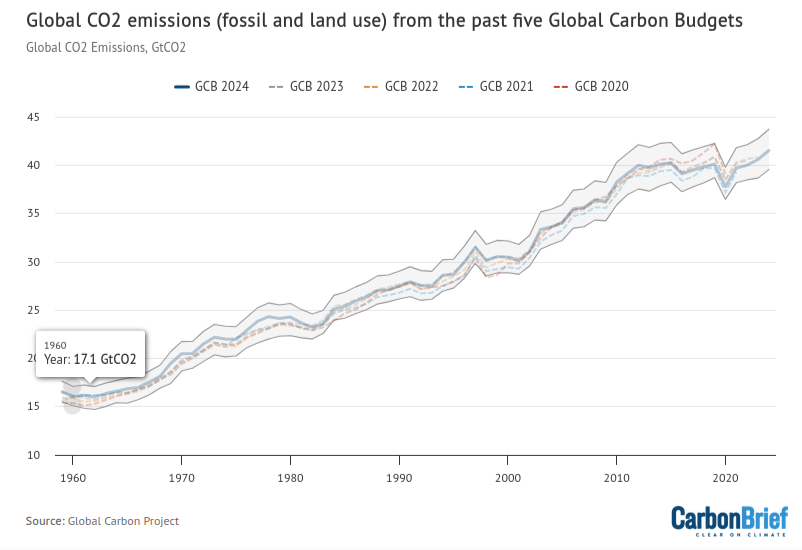 Global CO2 emissions (fossil and land use) from the past five Global Carbon Budgets
Global CO2 Emissions, GtCO2
GCB 2024 GCB 2023 GCB 2022 GCB 2021 GCB 2020
45
40
35
30
25
20
15
10
1960
Year: 17.1 GtCO2
1960 1970 1980 1990 2000 2010 2020
Source: Global Carbon Project
CarbonBrief
CLEAR ON CLIMATE